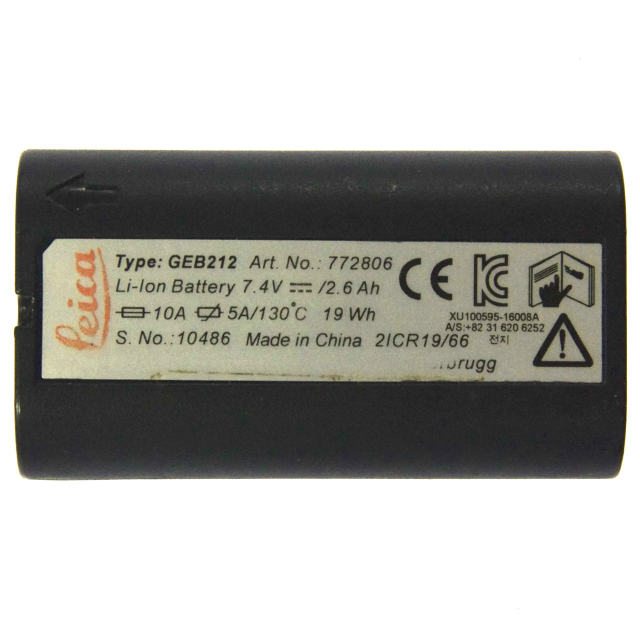 Leica
Type: GEB212 Art. No.: 772806
Li-Ion Battery 7.4V /2.6 Ah
10A 5A/130°C 19 Wh
S. No.:10486 Made in China 2ICR19/66
CE
XU100595-16008A
A/S:+82 31 620 6252
전지